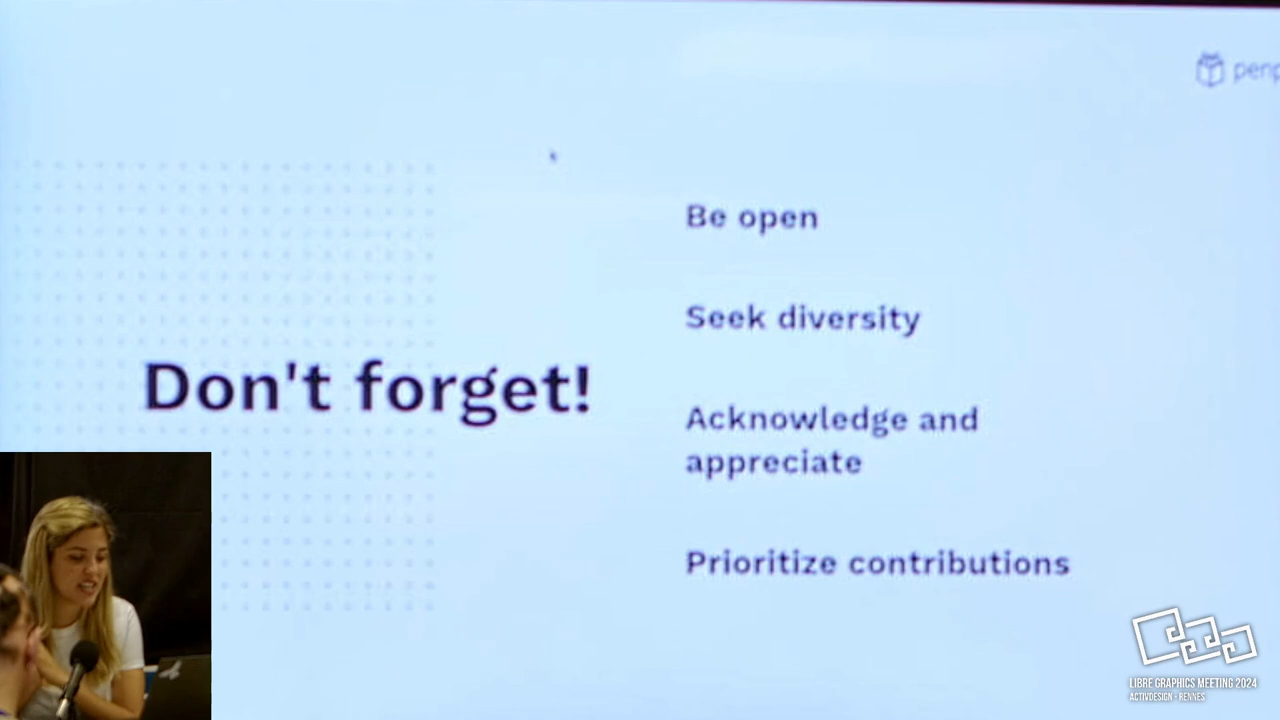 Be open
Seek diversity
Don't forget!
Acknowledge and
appreciate
Prioritize contributions
LIBRE GRAPHICS MEETING 2024
ACTIVDESIGN - RENNES